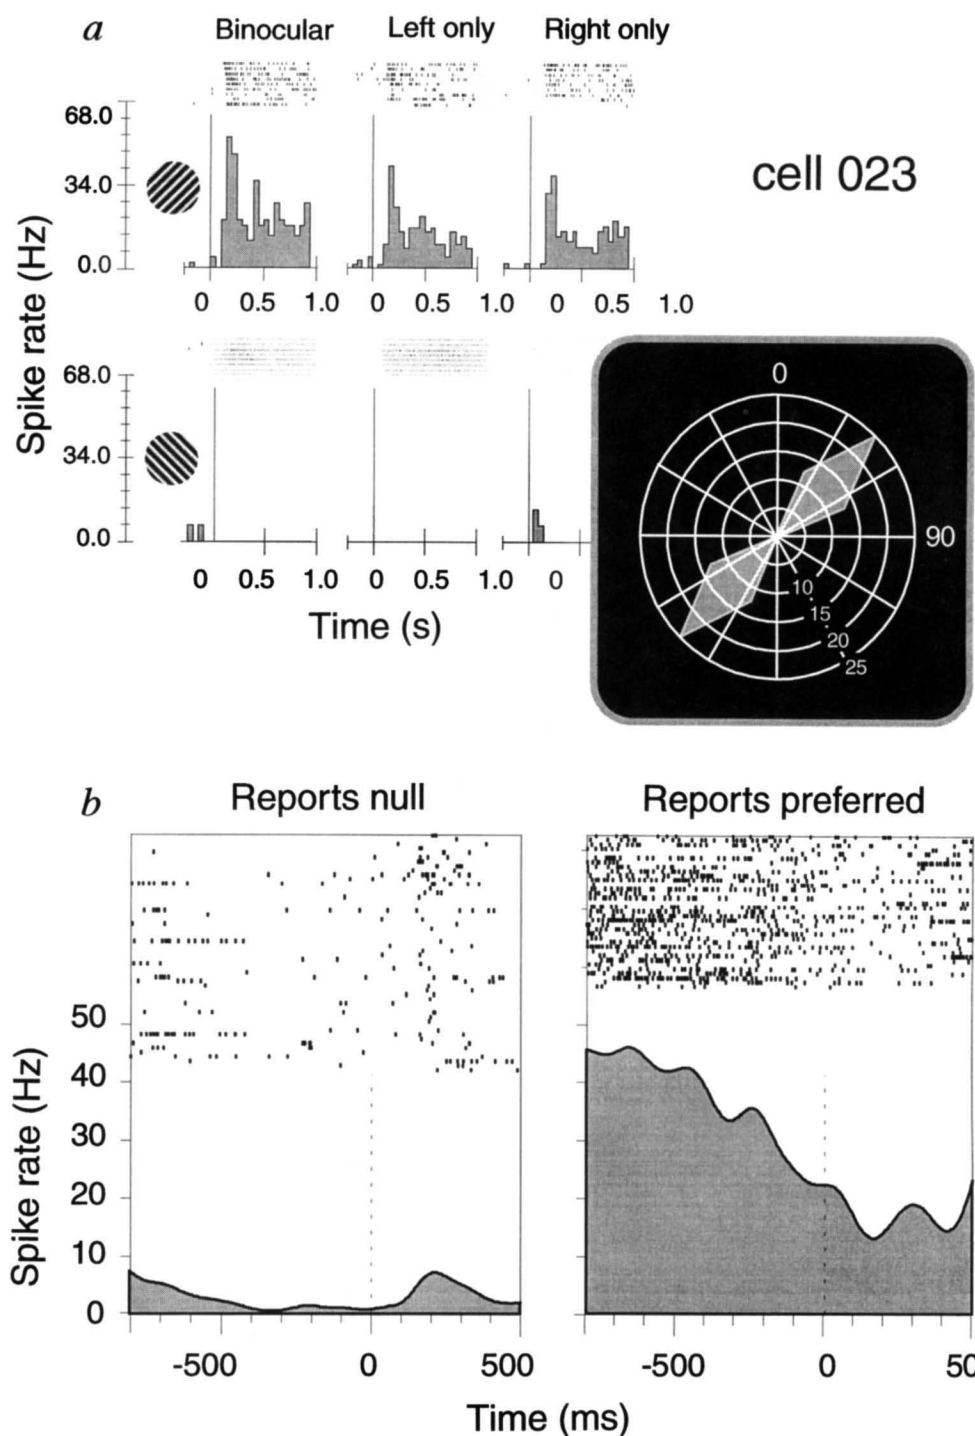 a Binocular Left only Right only
cell 023
Spike rate (Hz)
68.0
34.0
0.0
0 0.5 1.0 0 0.5 1.0 0 0.5 1.0
68.0
34.0
0.0
0 0.5 1.0 0 0.5 1.0 0
Time (s)
0
90
10
15
20
25
b Reports null Reports preferred
Spike rate (Hz)
50
40
30
20
10
0
-500 0 500 -500 0 50
Time (ms)